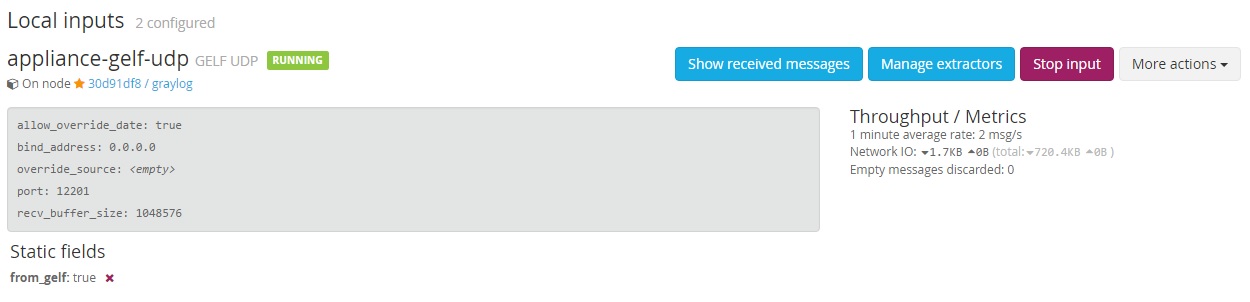 Local inputs 2 configured
appliance-gelf-udp GELF UDP RUNNING
On node 30d91df8 / graylog
Show received messages
Manage extractors
Stop input
More actions
allow_override_date: true
bind_address: 0.0.0.0
override_source: <empty>
port: 12201
recv_buffer_size: 1048576
Throughput / Metrics
1 minute average rate: 2 msg/s
Network IO: 1.7KB 0B (total: 720.4KB 0B )
Empty messages discarded: 0
Static fields
from_gelf: true